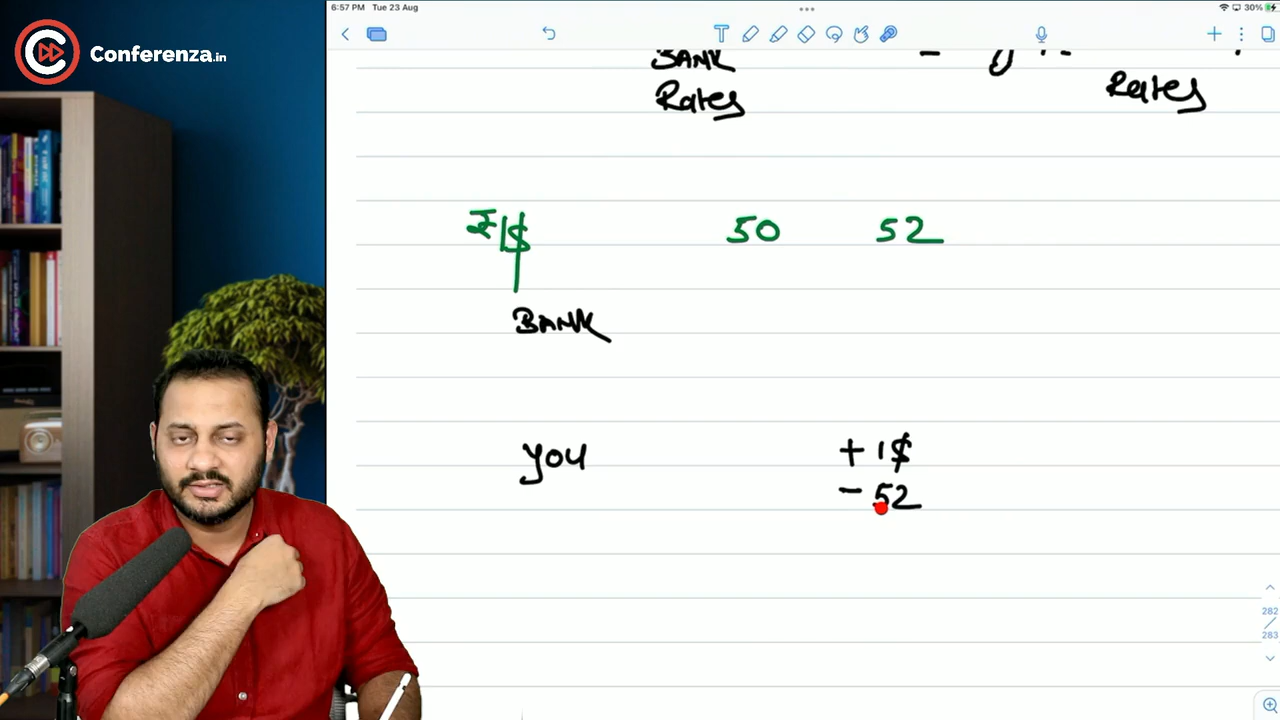 6:57 PM Tue 23 Aug
30%
Conferenza.in
BANK
Rates
Rates
₹/$ 50 52
BANK
you + 1$
- 52
282
283